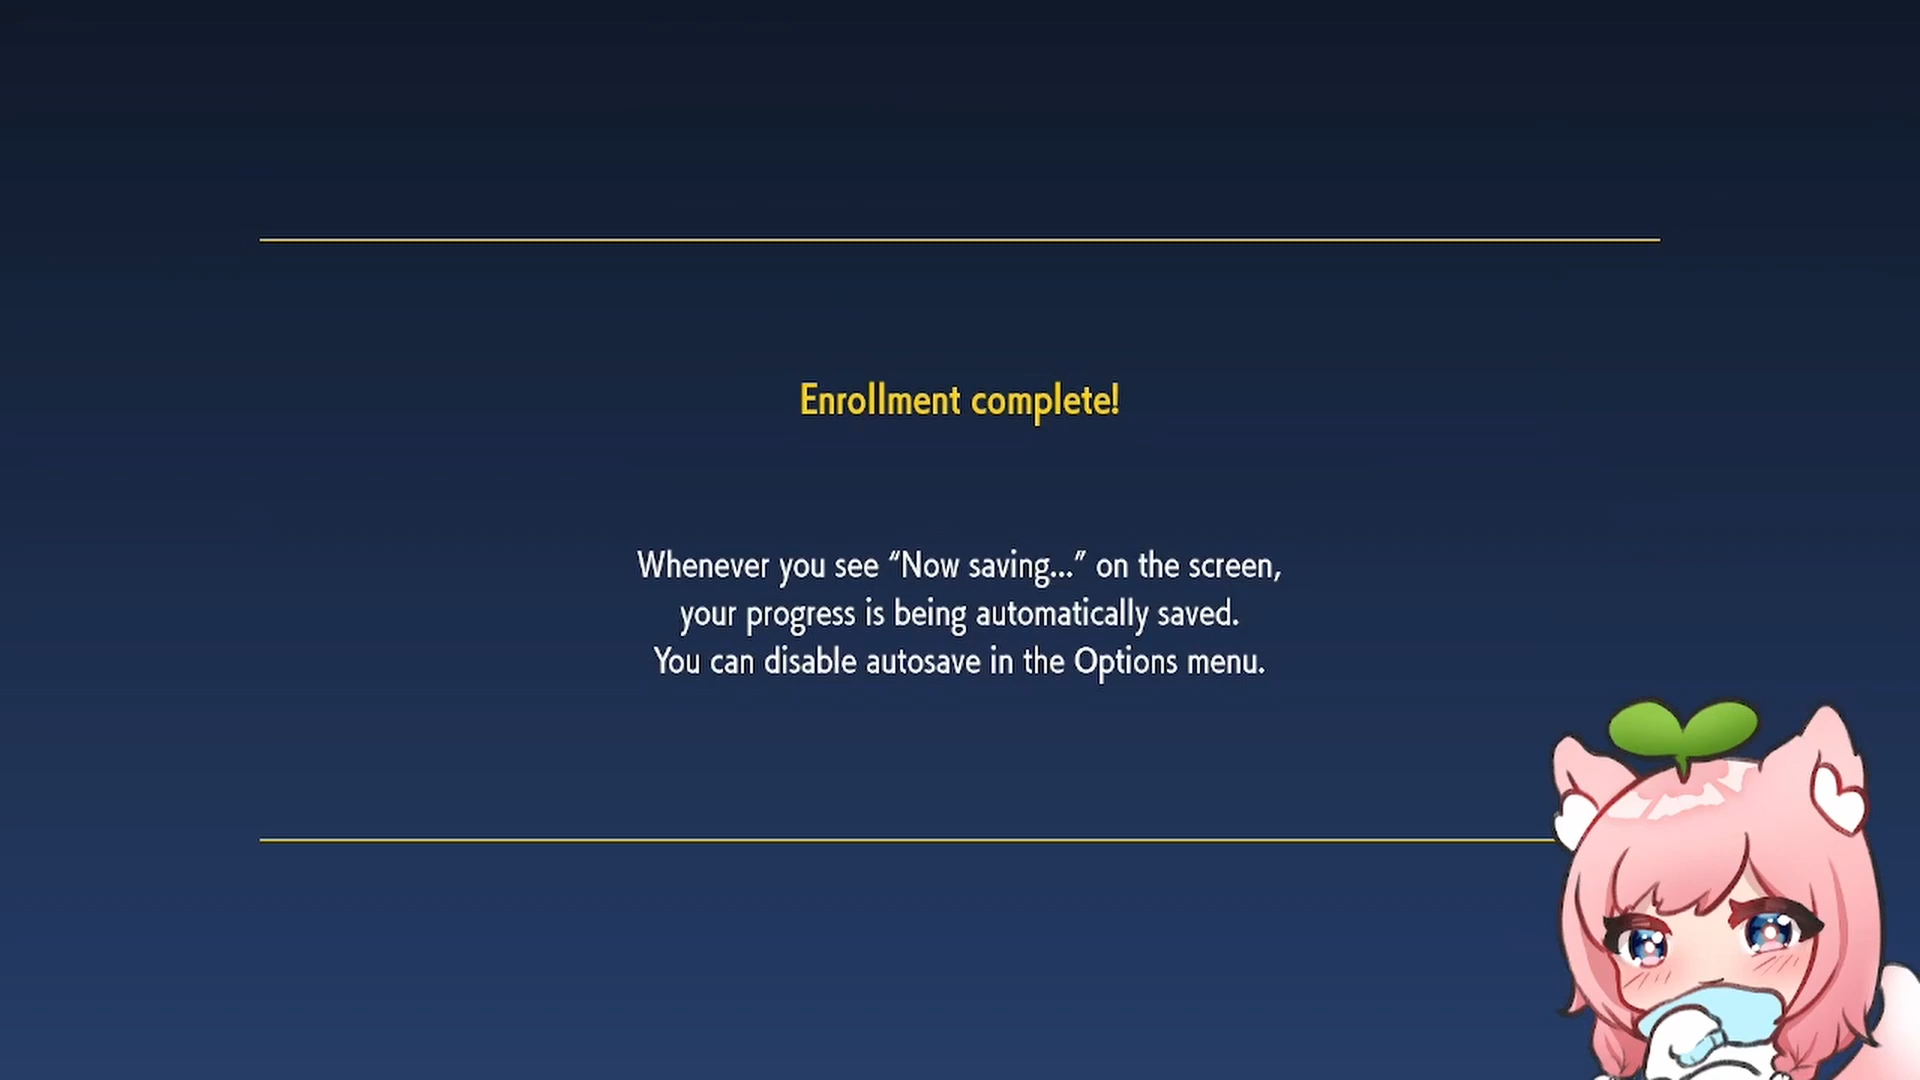 Enrollment complete!
Whenever you see “Now saving...” on the screen,
your progress is being automatically saved.
You can disable autosave in the Options menu.